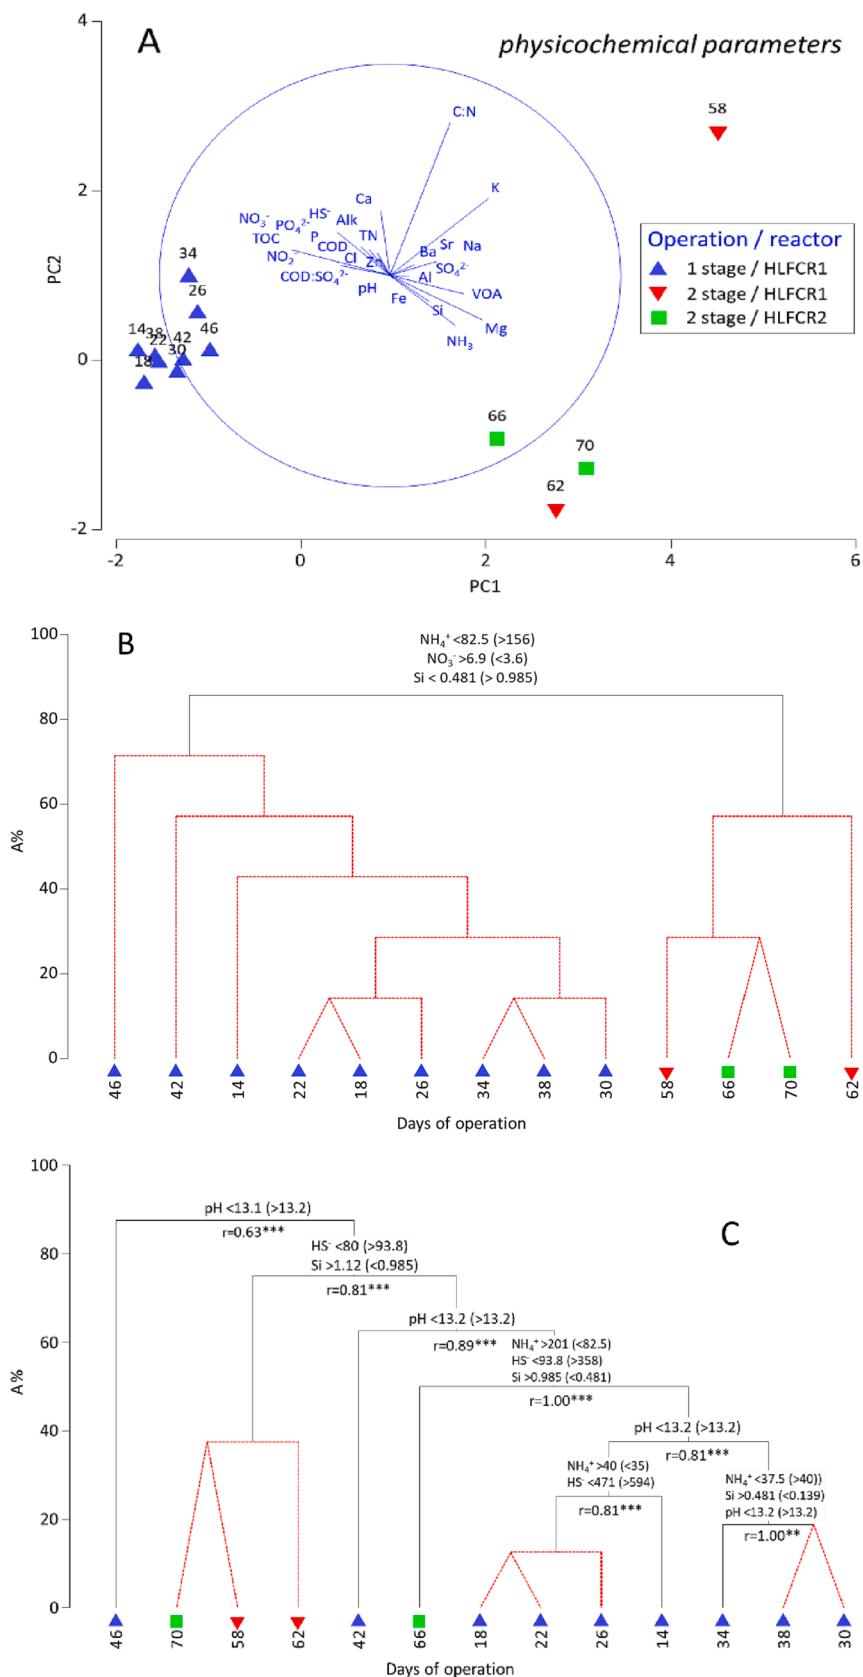 A
physicochemical parameters
4
2
0
-2
PC2
-2
0
2
4
6
PC1
58
C:N
K
Ca
HS⁻
Alk
NO₃⁻
PO₄²⁻
TOC
P
TN
COD
NO₂
Cl
Zn
COD:SO₄²⁻
pH
Ba
Sr
Na
SO₄²⁻
Al
Fe
VOA
Si
Mg
NH₃
34
26
14
38
22
42
46
18
30
66
70
62
Operation / reactor
1 stage / HLFCR1
2 stage / HLFCR1
2 stage / HLFCR2
B
NH₄⁺ <82.5 (>156)
NO₃⁻ >6.9 (<3.6)
Si < 0.481 (> 0.985)
100
80
60
40
20
0
A%
46
42
14
22
18
26
34
38
30
58
66
70
62
Days of operation
C
100
80
60
40
20
0
A%
pH <13.1 (>13.2)
r=0.63***
HS⁻ <80 (>93.8)
Si >1.12 (<0.985)
r=0.81***
pH <13.2 (>13.2)
r=0.89***
NH₄⁺ >201 (<82.5)
HS⁻ <93.8 (>358)
Si >0.985 (<0.481)
r=1.00***
pH <13.2 (>13.2)
r=0.81***
NH₄⁺ >40 (<35)
HS⁻ <471 (>594)
r=0.81***
NH₄⁺ <37.5 (>40))
Si >0.481 (<0.139)
pH <13.2 (>13.2)
r=1.00**
46
70
58
62
42
66
18
22
26
14
34
38
30
Days of operation